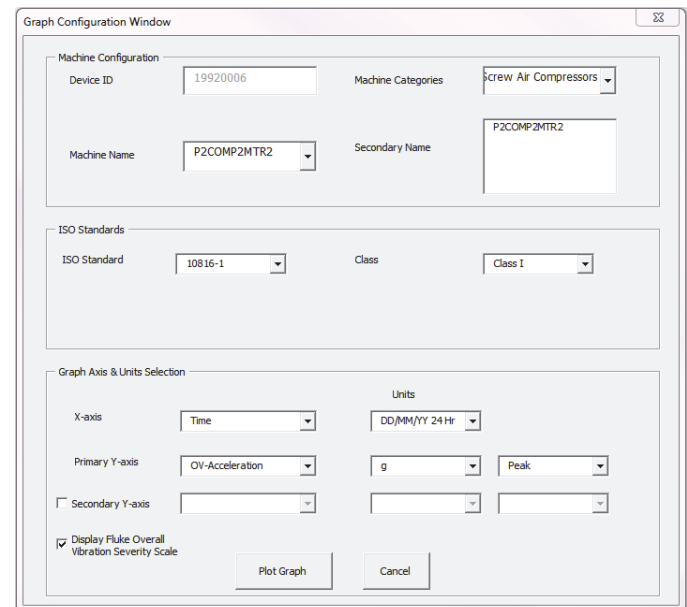 Graph Configuration Window
Machine Configuration
Device ID 19920006 Machine Categories Screw Air Compressors
P2COMP2MTR2
Machine Name P2COMP2MTR2 Secondary Name
ISO Standards
ISO Standard 10816-1 Class Class I
Graph Axis & Units Selection
Units
X-axis Time DD/MM/YY 24 Hr
Primary Y-axis OV-Acceleration g Peak
Secondary Y-axis
Display Fluke Overall
Vibration Severity Scale
Plot Graph Cancel